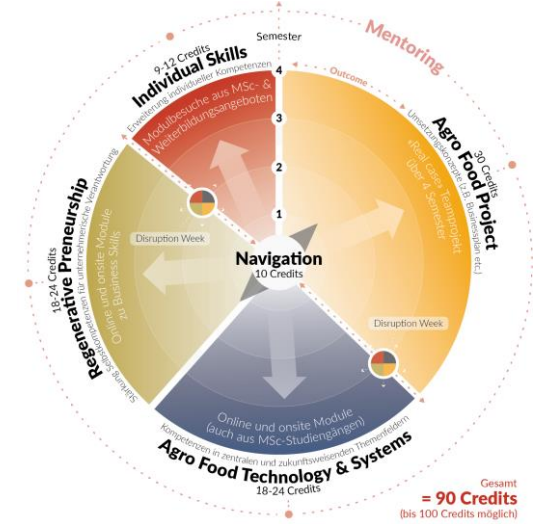 Semester
Mentoring
4
3
2
1
9-12 Credits
Individual Skills
Erweiterung individueller Kompetenzen
Modulbesuche aus MSc- &
Weiterbildungsangeboten
Outcome
Umsetzungskonzepte (z.B. Businessplan etc.)
30 Credits
Agro Food Project
«Real case» Teamprojekt
über 4 Semester
18-24 Credits
Regenerative Preneurship
Stärkung Selbstkompetenzen für unternehmerische Verantwortung
Online und onsite Module
zu Business Skills
Disruption Week
Navigation
10 Credits
Disruption Week
Online und onsite Module
(auch aus MSc-Studiengängen)
Kompetenzen in zentralen und zukunftsweisenden Themenfeldern
Agro Food Technology & Systems
18-24 Credits
Gesamt
= 90 Credits
(bis 100 Credits möglich)